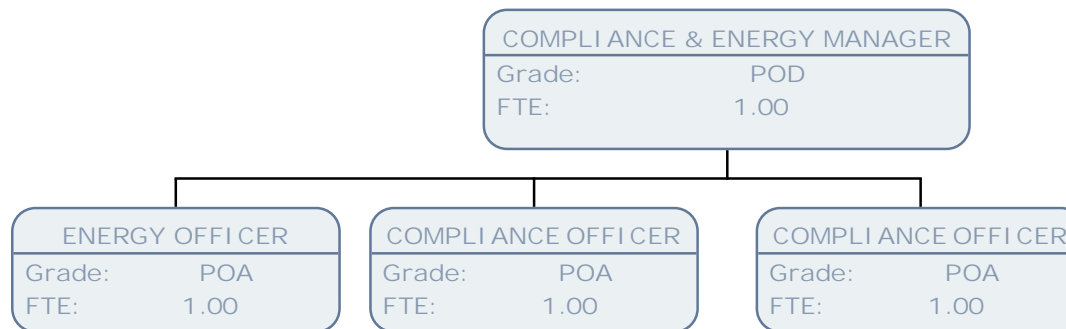 COMPLIANCE & ENERGY MANAGER
Grade: POD
FTE: 1.00
ENERGY OFFICER
Grade: POA
FTE: 1.00
COMPLIANCE OFFICER
Grade: POA
FTE: 1.00
COMPLIANCE OFFICER
Grade: POA
FTE: 1.00